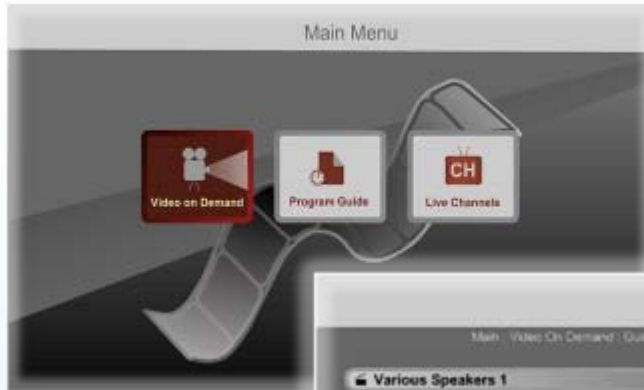 Main Menu
CH
Video on Demand
Program Guide
Live Channels
Main : Video On Demand :
Various Speakers 1